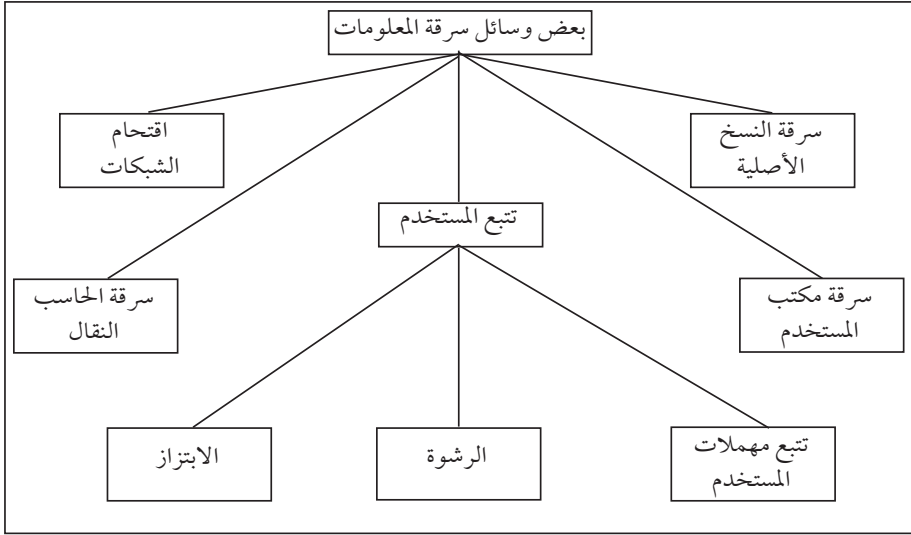 بعض وسائل سرقة المعلومات
سرقة النسخ
الأصلية
اقتحام
الشبكات
تتبع المستخدم
سرقة مكتب
المستخدم
سرقة الحاسب
النقال
تتبع مهملات
المستخدم
الرشوة
الابتزاز